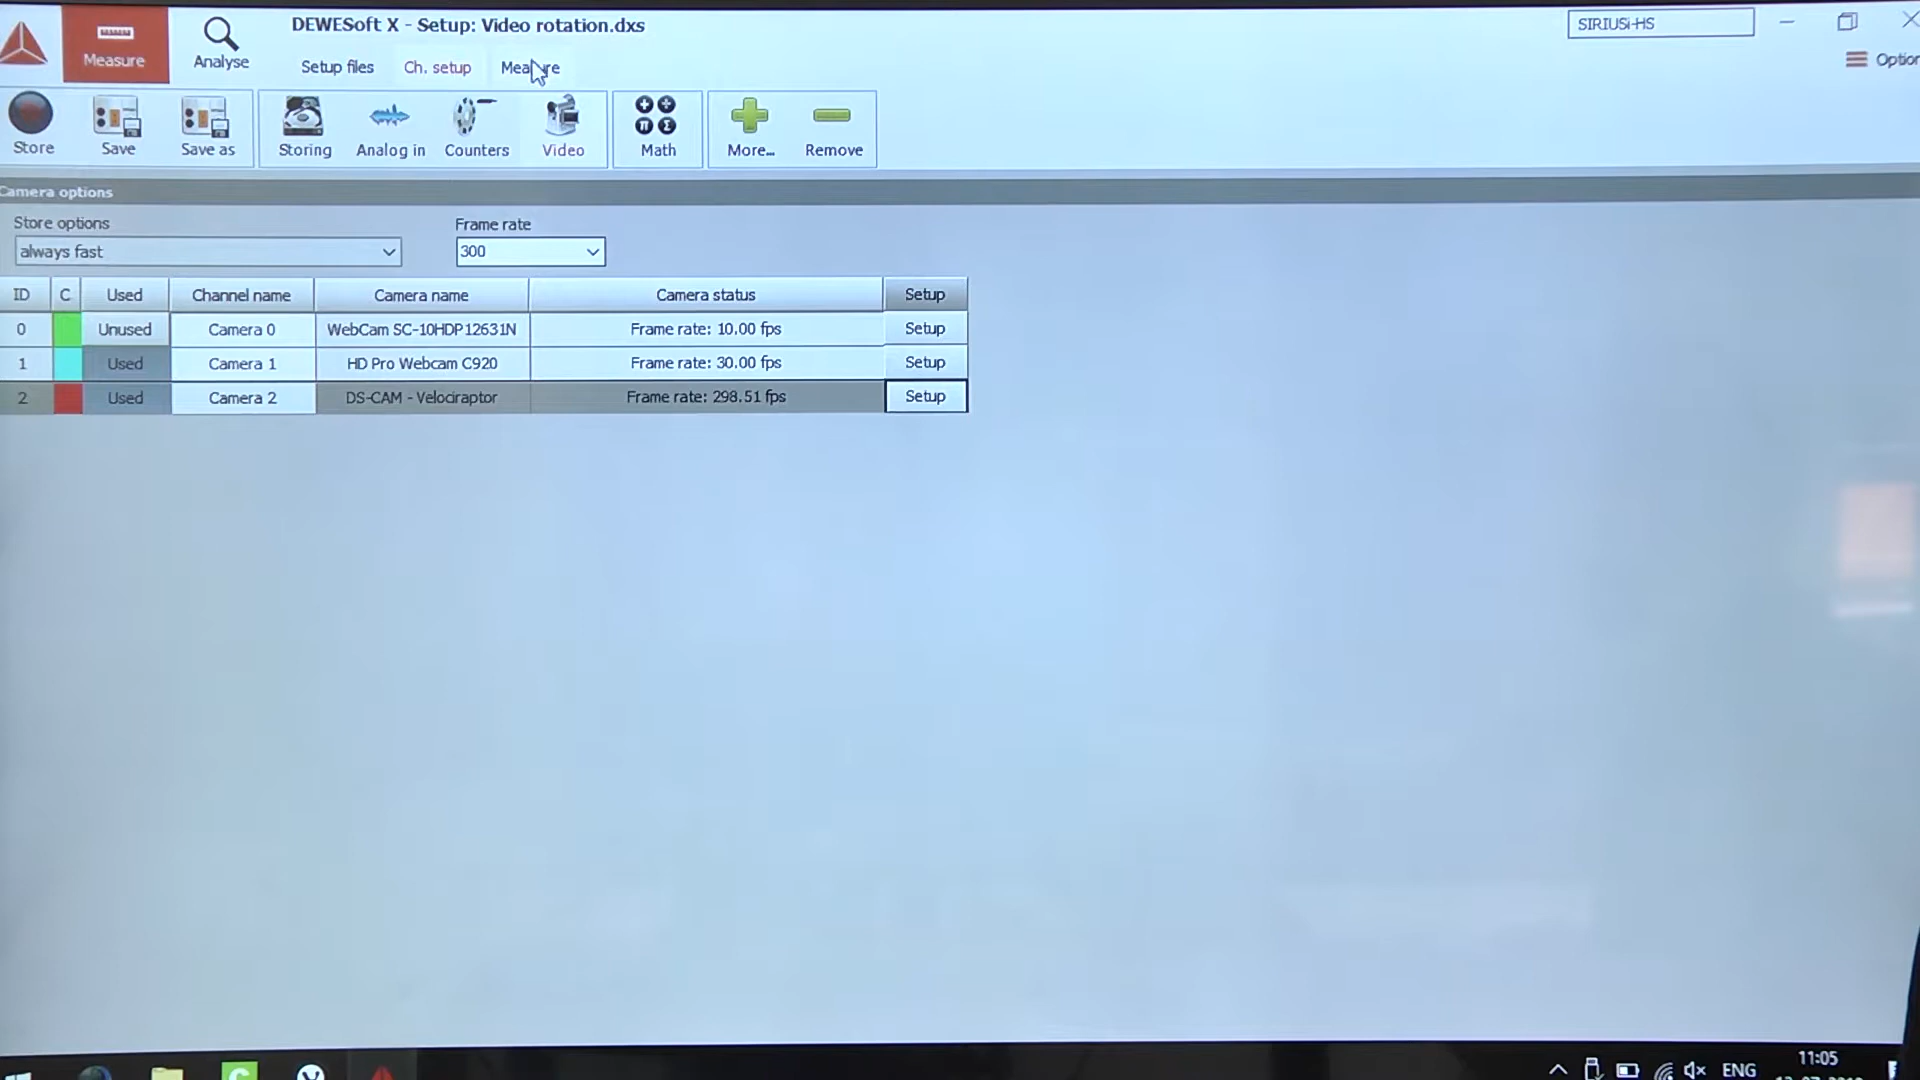 DEWESoft X - Setup: Video rotation.dxs
SIRIUSi-HS
Measure
Analyse
Setup files
Ch. setup
Measure
Store
Save
Save as
Storing
Analog in
Counters
Video
Math
More...
Remove
Camera options
Store options
Frame rate
always fast
300
ID C Used Channel name Camera name Camera status Setup
0 Unused Camera 0 WebCam SC-10HDP12631N Frame rate: 10.00 fps Setup
1 Used Camera 1 HD Pro Webcam C920 Frame rate: 30.00 fps Setup
2 Used Camera 2 DS-CAM - Velociraptor Frame rate: 298.51 fps Setup
ENG
11:05